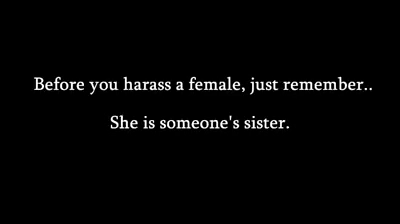 Before you harass a female, just remember..
She is someone's sister.